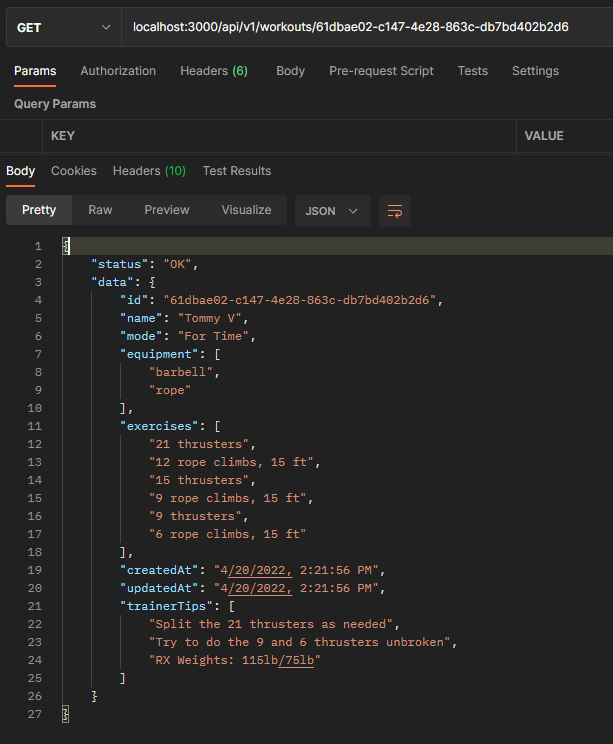 GET localhost:3000/api/v1/workouts/61dbae02-c147-4e28-863c-db7bd402b2d6
Params Authorization Headers (6) Body Pre-request Script Tests Settings
Query Params
KEY VALUE
Body Cookies Headers (10) Test Results
Pretty Raw Preview Visualize JSON
1 {
2 "status": "OK",
3 "data": {
4 "id": "61dbae02-c147-4e28-863c-db7bd402b2d6",
5 "name": "Tommy V",
6 "mode": "For Time",
7 "equipment": [
8 "barbell",
9 "rope"
10 ],
11 "exercises": [
12 "21 thrusters",
13 "12 rope climbs, 15 ft",
14 "15 thrusters",
15 "9 rope climbs, 15 ft",
16 "9 thrusters",
17 "6 rope climbs, 15 ft"
18 ],
19 "createdAt": "4/20/2022, 2:21:56 PM",
20 "updatedAt": "4/20/2022, 2:21:56 PM",
21 "trainerTips": [
22 "Split the 21 thrusters as needed",
23 "Try to do the 9 and 6 thrusters unbroken",
24 "RX Weights: 115lb/75lb"
25 ]
26 }
27 }